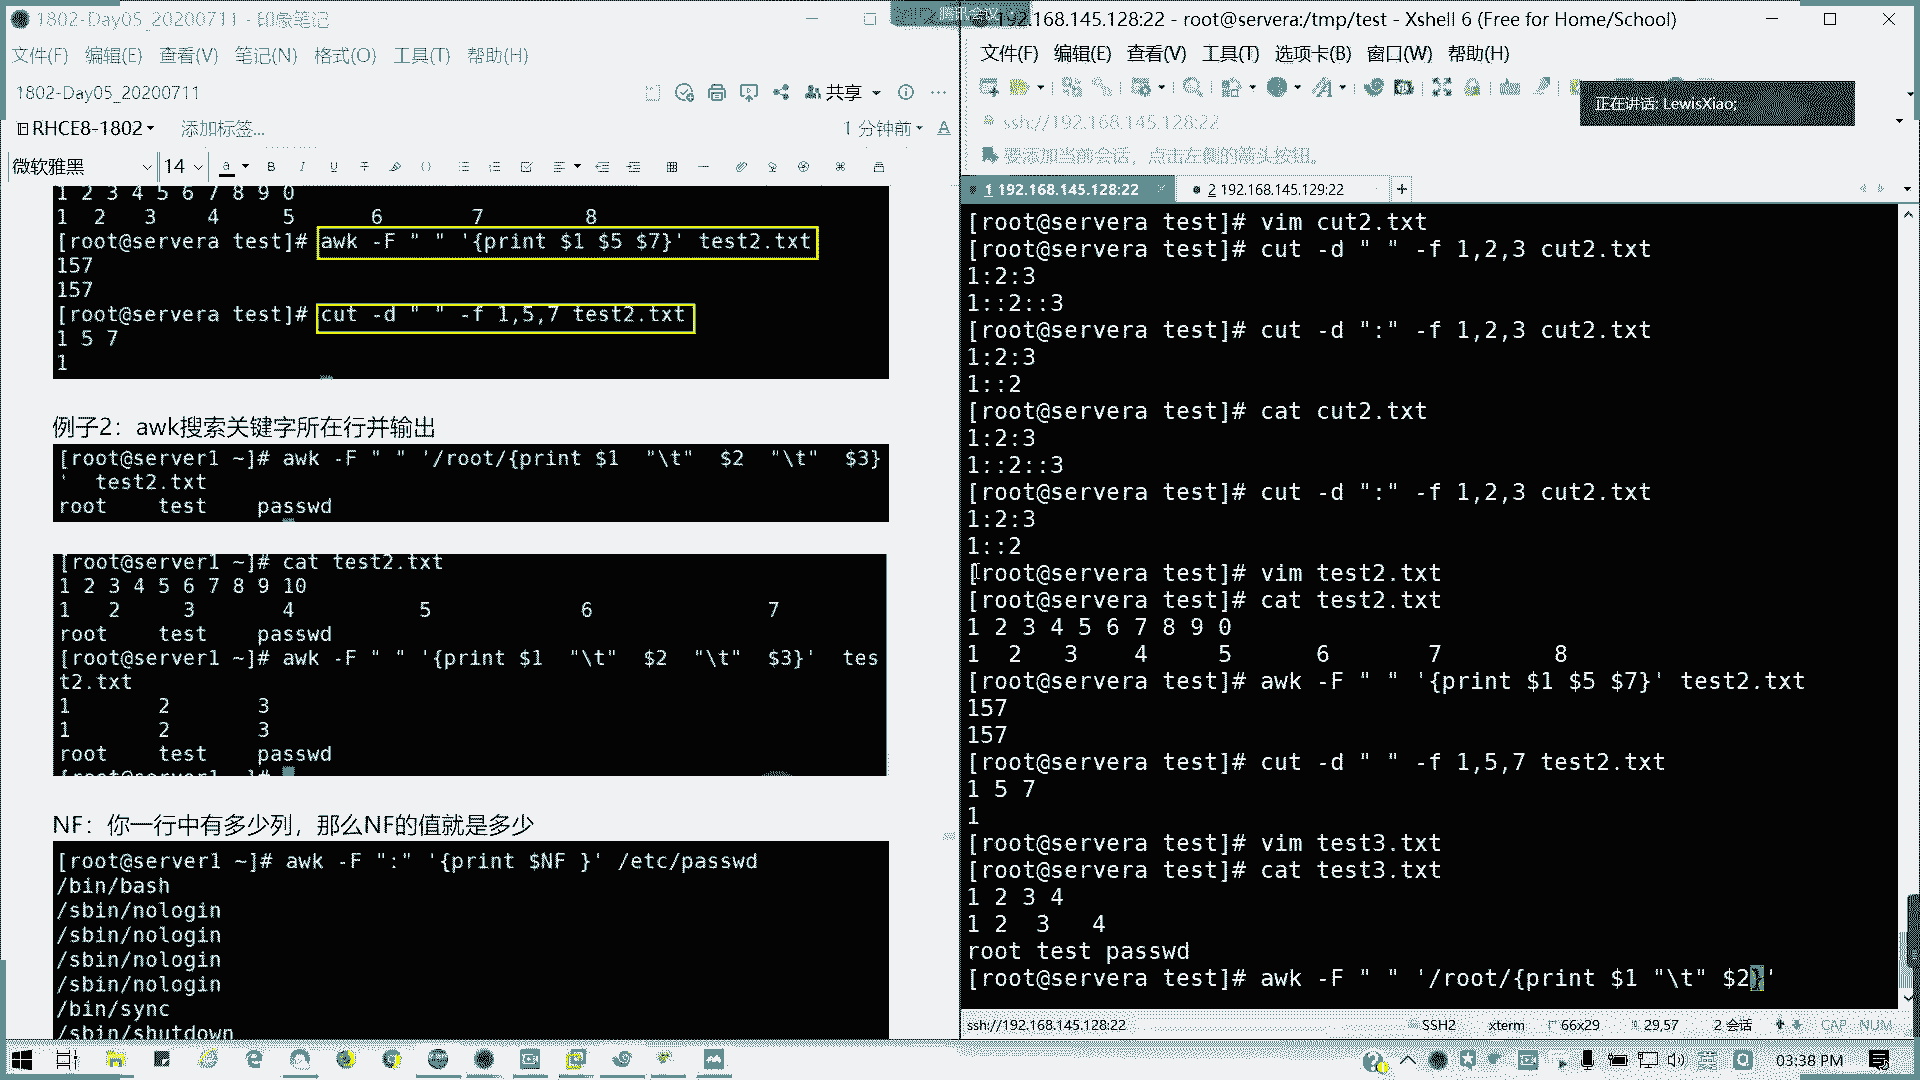 1802-Day05_20200711 - 印象笔记
文件(F) 编辑(E) 查看(V) 笔记(N) 格式(O) 工具(T) 帮助(H)
1802-Day05_20200711
共享
RHCE8-1802
添加标签...
1 分钟前
微软雅黑
14
1 2 3 4 5 6 7 8 9 0
1 2 3 4 5 6 7 8
[root@servera test]# awk -F " " '{print $1 $5 $7}' test2.txt
157
157
[root@servera test]# cut -d " " -f 1,5,7 test2.txt
1 5 7
1
例子2：awk搜索关键字所在行并输出
[root@server1 ~]# awk -F " " '/root/{print $1 "\t" $2 "\t" $3}
' test2.txt
root test passwd
[root@server1 ~]# cat test2.txt
1 2 3 4 5 6 7 8 9 10
1 2 3 4 5 6 7
root test passwd
[root@server1 ~]# awk -F " " '{print $1 "\t" $2 "\t" $3}' tes
t2.txt
1 2 3
1 2 3
root test passwd
[root@server1 ~]#
NF：你一行中有多少列，那么NF的值就是多少
[root@server1 ~]# awk -F ":" '{print $NF }' /etc/passwd
/bin/bash
/sbin/nologin
/sbin/nologin
/sbin/nologin
/sbin/nologin
/bin/sync
/sbin/shutdown
腾讯会议
192.168.145.128:22 - root@servera:/tmp/test - Xshell 6 (Free for Home/School)
文件(F) 编辑(E) 查看(V) 工具(T) 选项卡(B) 窗口(W) 帮助(H)
正在讲话: LewisXiao;
ssh://192.168.145.128:22
要添加当前会话，点击左侧的箭头按钮。
1 192.168.145.128:22
2 192.168.145.129:22
[root@servera test]# vim cut2.txt
[root@servera test]# cut -d " " -f 1,2,3 cut2.txt
1:2:3
1::2::3
[root@servera test]# cut -d ":" -f 1,2,3 cut2.txt
1:2:3
1::2
[root@servera test]# cat cut2.txt
1:2:3
1::2::3
[root@servera test]# cut -d ":" -f 1,2,3 cut2.txt
1:2:3
1::2
[root@servera test]# vim test2.txt
[root@servera test]# cat test2.txt
1 2 3 4 5 6 7 8 9 0
1 2 3 4 5 6 7 8
[root@servera test]# awk -F " " '{print $1 $5 $7}' test2.txt
157
157
[root@servera test]# cut -d " " -f 1,5,7 test2.txt
1 5 7
1
[root@servera test]# vim test3.txt
[root@servera test]# cat test3.txt
1 2 3 4
1 2 3 4
root test passwd
[root@servera test]# awk -F " " '/root/{print $1 "\t" $2}'
ssh://192.168.145.128:22
SSH2
xterm
66x29
29,57
2 会话
CAP NUM
03:38 PM